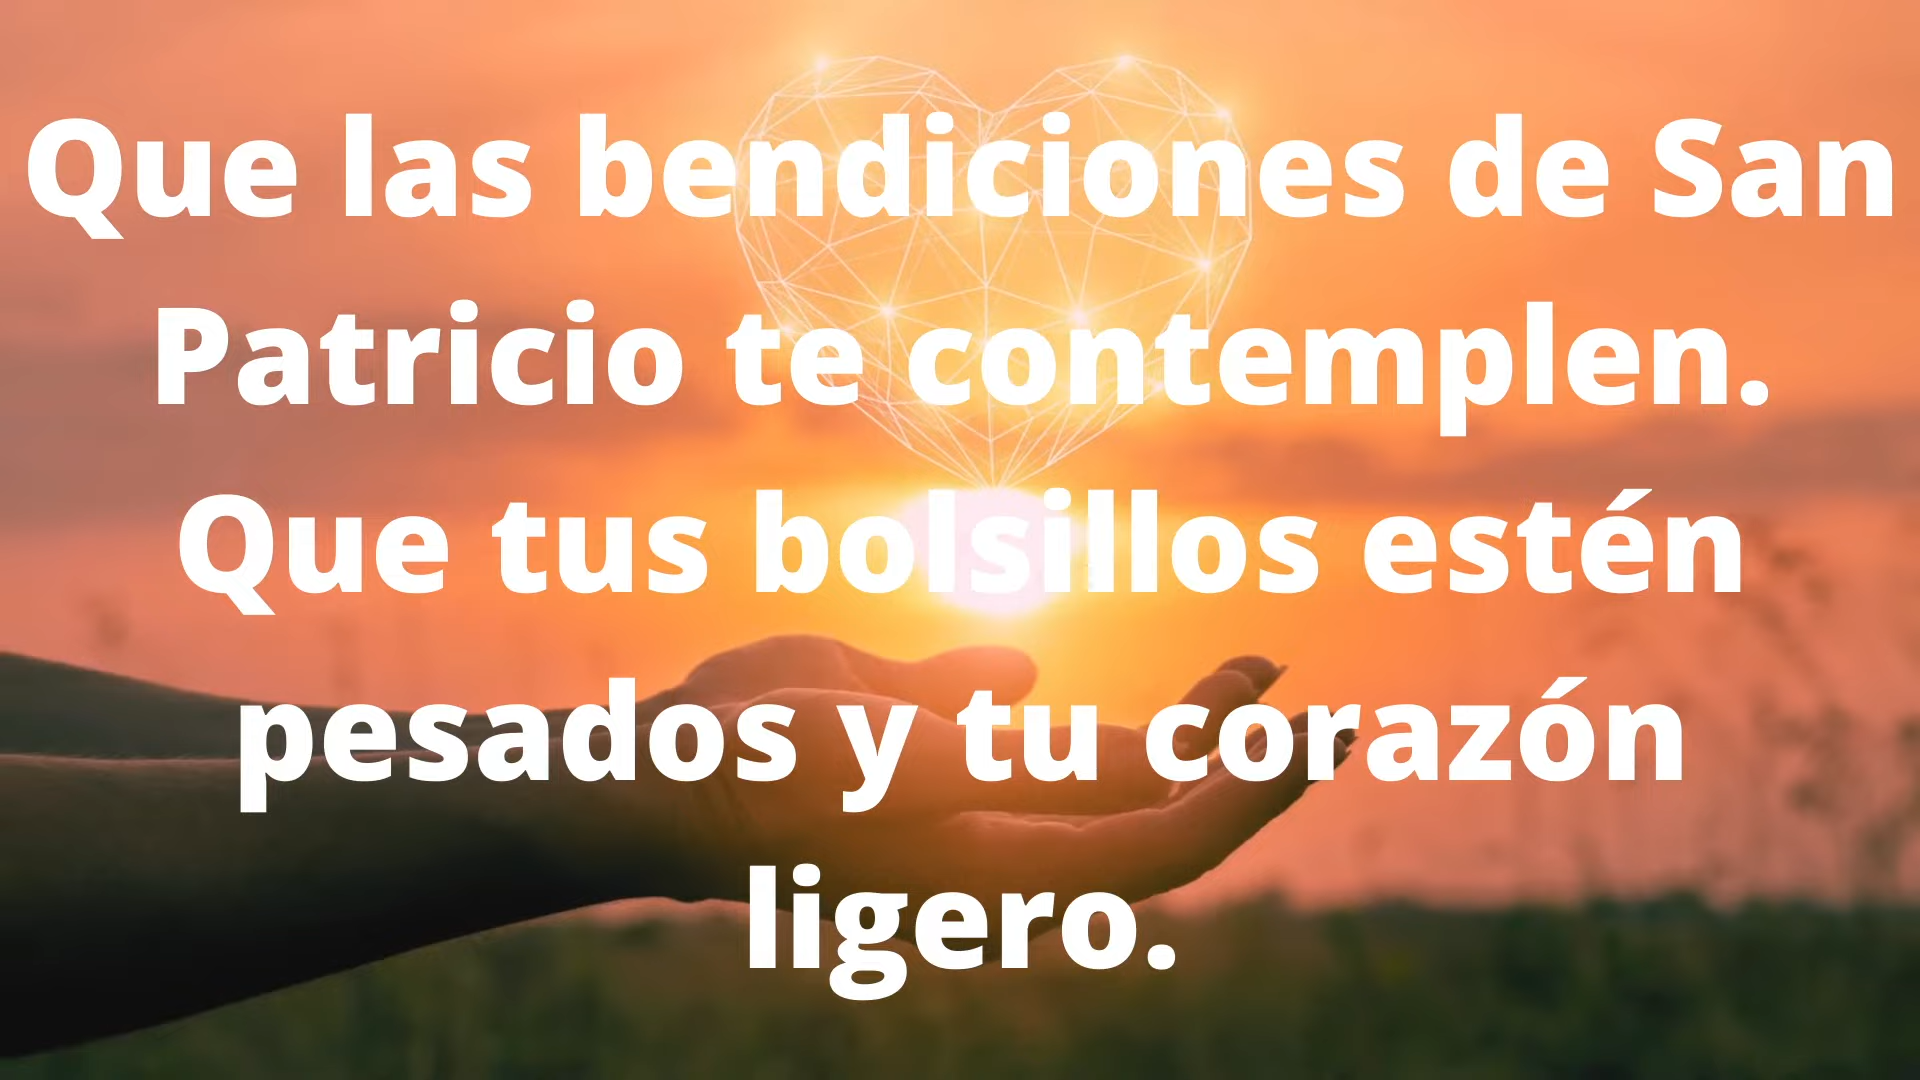 Que las bendiciones de San
Patricio te contemplen.
Que tus bolsillos estén
pesados y tu corazón
ligero.